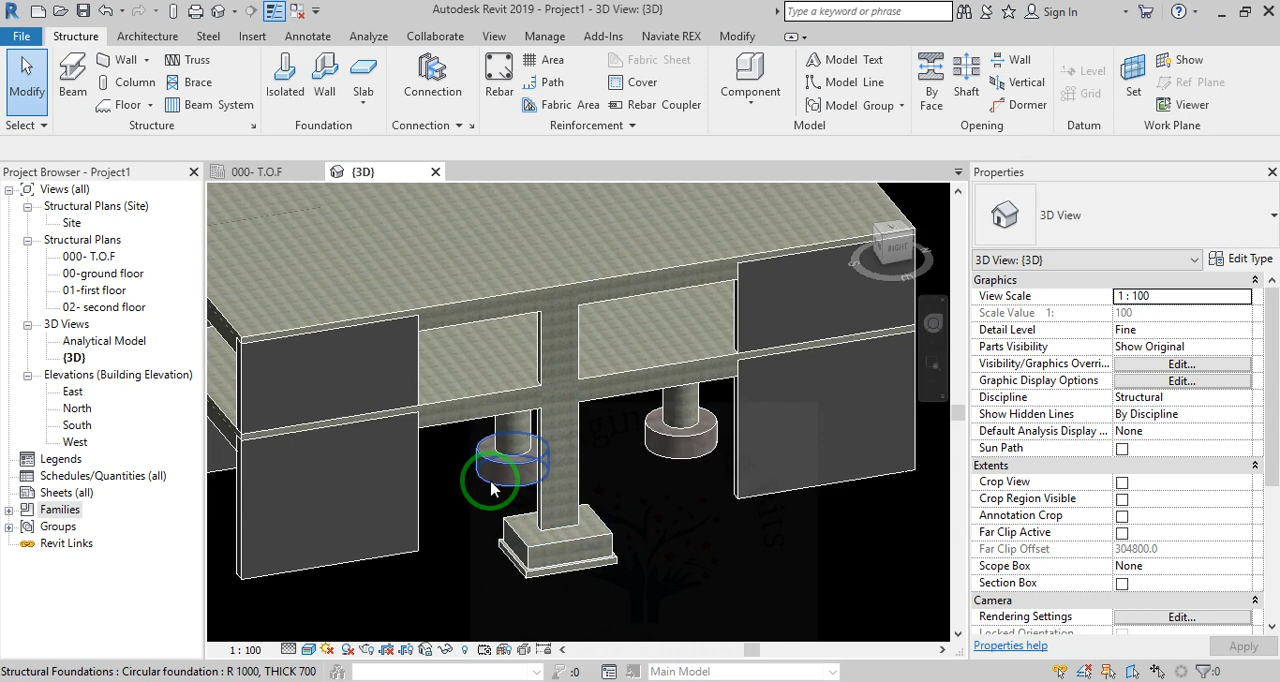 Autodesk Revit 2019 - Project1 - 3D View: {3D}
Type a keyword or phrase
Sign In
File Structure Architecture Steel Insert Annotate Analyze Collaborate View Manage Add-Ins Naviate REX Modify
Modify
Beam
Wall
Column
Floor
Truss
Brace
Beam System
Isolated
Wall
Slab
Connection
Rebar
Area
Path
Fabric Area
Fabric Sheet
Cover
Rebar Coupler
Component
Model Text
Model Line
Model Group
By Face
Shaft
Wall
Vertical
Dormer
Level
Grid
Set
Show
Ref Plane
Viewer
Select Structure Foundation Connection Reinforcement Model Opening Datum Work Plane
Project Browser - Project1
Views (all)
Structural Plans (Site)
Site
Structural Plans
000- T.O.F
00-ground floor
01-first floor
02- second floor
3D Views
Analytical Model
{3D}
Elevations (Building Elevation)
East
North
South
West
Legends
Schedules/Quantities (all)
Sheets (all)
Families
Groups
Revit Links
000- T.O.F
{3D}
RIGHT
1 : 100
Properties
3D View
3D View: {3D}
Edit Type
Graphics
View Scale 1 : 100
Scale Value 1: 100
Detail Level Fine
Parts Visibility Show Original
Visibility/Graphics Overri... Edit...
Graphic Display Options Edit...
Discipline Structural
Show Hidden Lines By Discipline
Default Analysis Display ... None
Sun Path
Extents
Crop View
Crop Region Visible
Annotation Crop
Far Clip Active
Far Clip Offset 304800.0
Scope Box None
Section Box
Camera
Rendering Settings Edit...
Locked Orientation
Properties help
Apply
Structural Foundations : Circular foundation : R 1000, THICK 700
:0
Main Model
:0